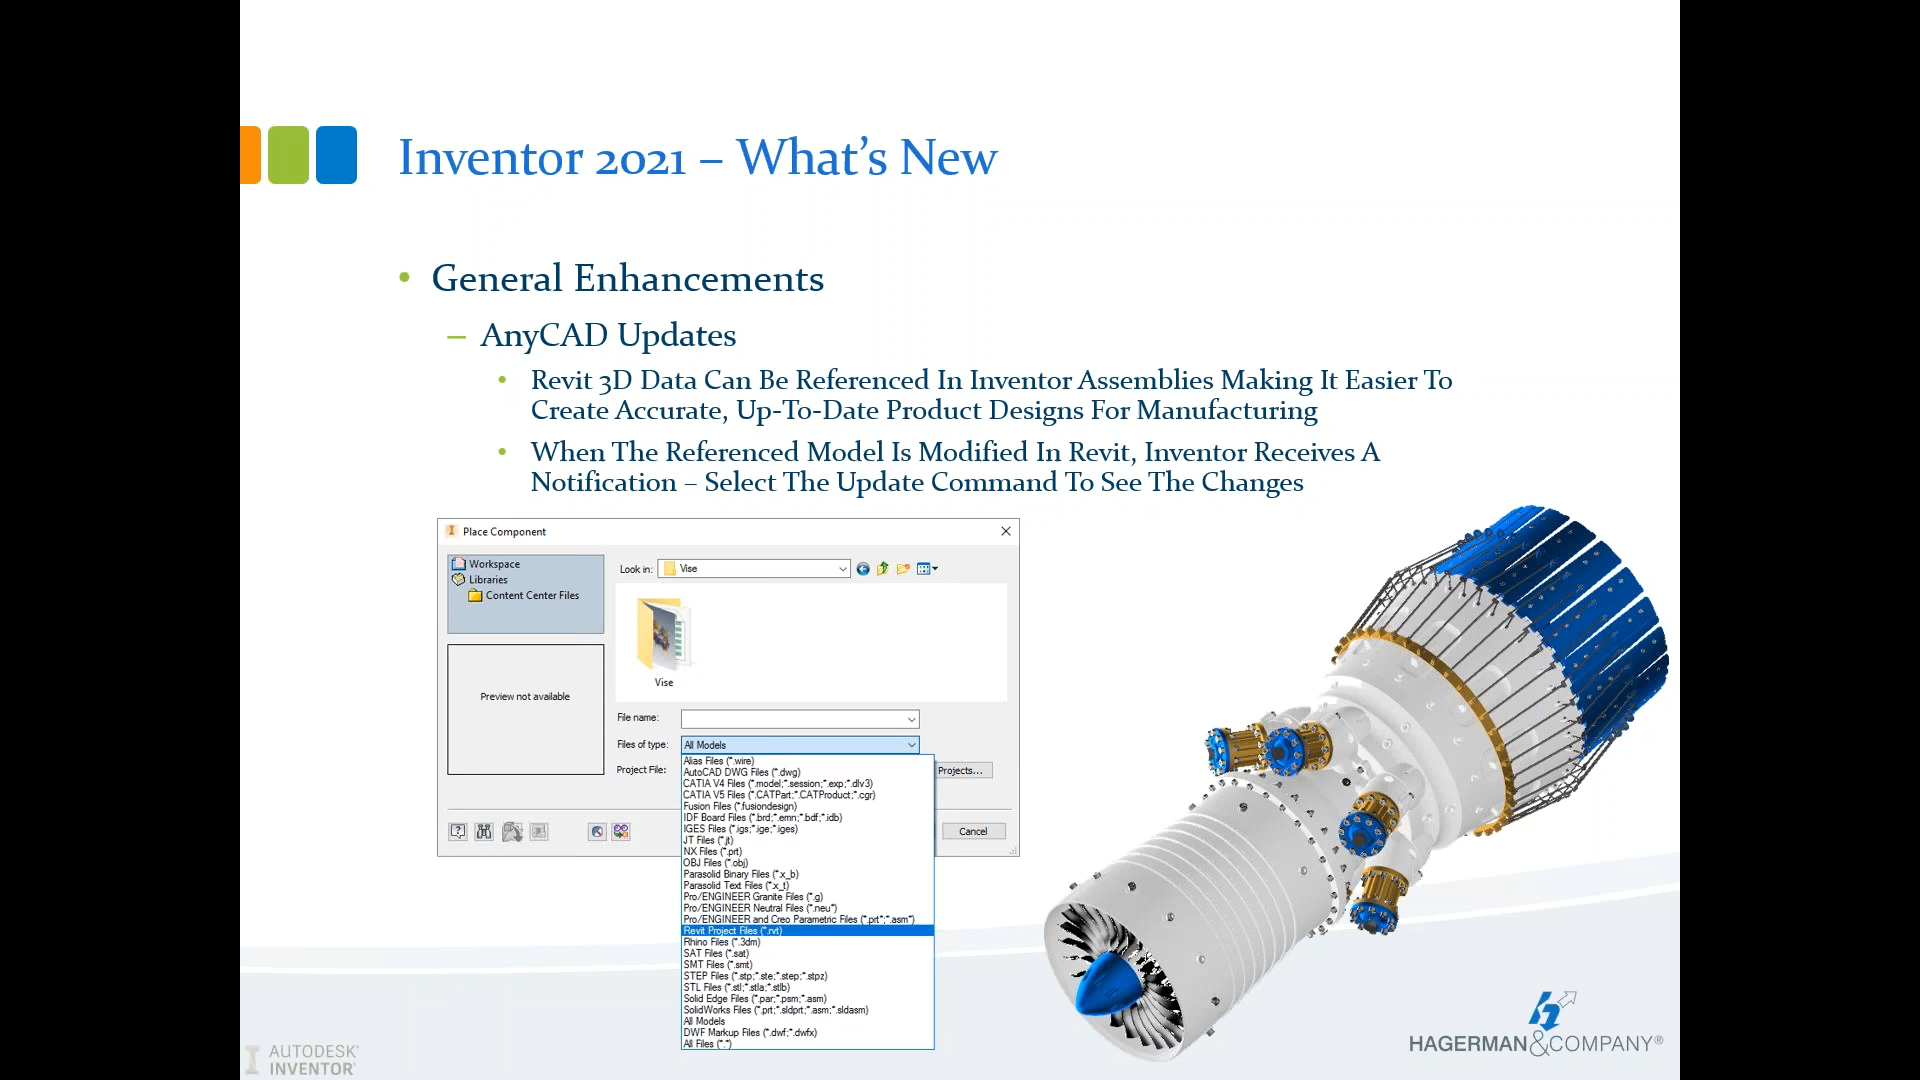 Inventor 2021 – What's New
• General Enhancements
– AnyCAD Updates
• Revit 3D Data Can Be Referenced In Inventor Assemblies Making It Easier To
Create Accurate, Up-To-Date Product Designs For Manufacturing
• When The Referenced Model Is Modified In Revit, Inventor Receives A
Notification – Select The Update Command To See The Changes
Place Component
Workspace
Libraries
Content Center Files
Look in: Vise
Preview not available
Vise
File name:
Files of type: All Models
Project File:
Projects...
Cancel
Alias Files (*.wire)
AutoCAD DWG Files (*.dwg)
CATIA V4 Files (*.model;*.session;*.exp;*.dlv3)
CATIA V5 Files (*.CATPart;*.CATProduct;*.cgr)
Fusion Files (*.fusiondesign)
IDF Board Files (*.brd;*.emn;*.bdf;*.idb)
IGES Files (*.igs;*.ige;*.iges)
JT Files (*.jt)
NX Files (*.prt)
OBJ Files (*.obj)
Parasolid Binary Files (*.x_b)
Parasolid Text Files (*.x_t)
Pro/ENGINEER Granite Files (*.g)
Pro/ENGINEER Neutral Files (*.neu*)
Pro/ENGINEER and Creo Parametric Files (*.prt*;*.asm*)
Revit Project Files (*.rvt)
Rhino Files (*.3dm)
SAT Files (*.sat)
SMT Files (*.smt)
STEP Files (*.stp;*.ste;*.step;*.stpz)
STL Files (*.stl;*.stla;*.stlb)
Solid Edge Files (*.par;*.psm;*.asm)
SolidWorks Files (*.prt;*.sldprt;*.asm;*.sldasm)
All Models
DWF Markup Files (*.dwf;*.dwfx)
All Files (*.*)
AUTODESK®
INVENTOR®
HAGERMAN&COMPANY®